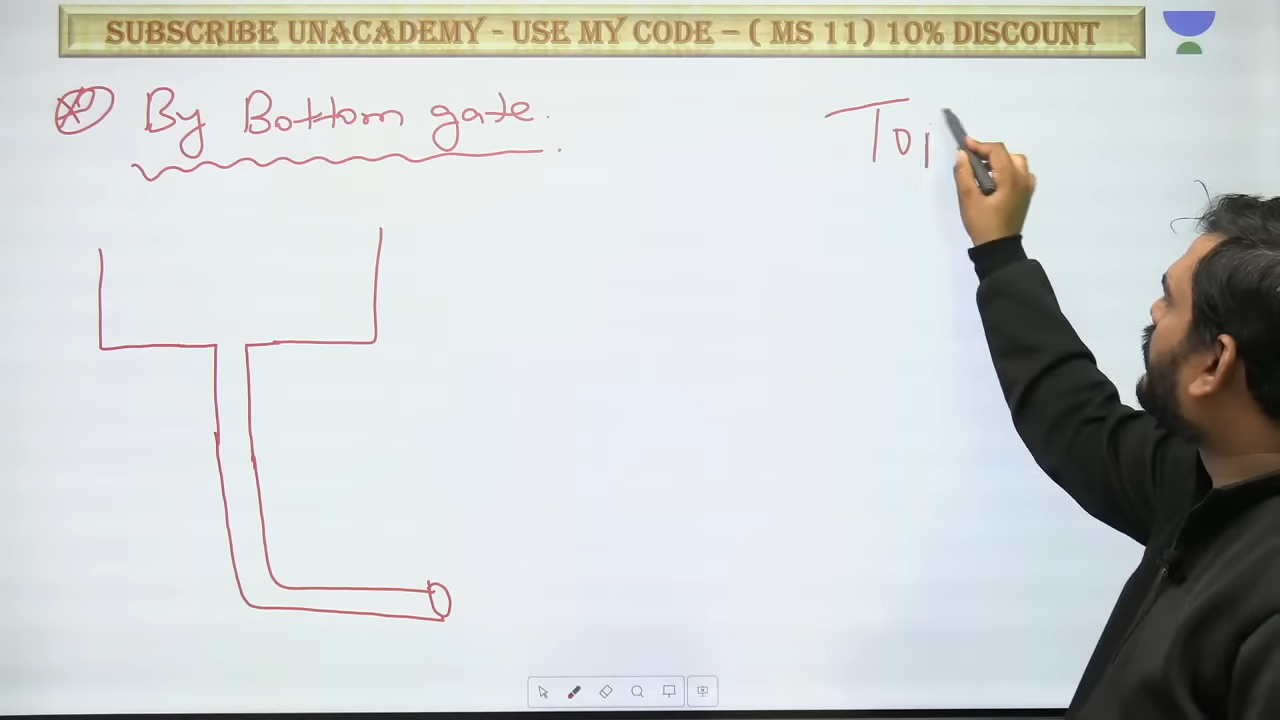 SUBSCRIBE UNACADEMY - USE MY CODE – ( MS 11) 10% DISCOUNT
By Bottom gate.